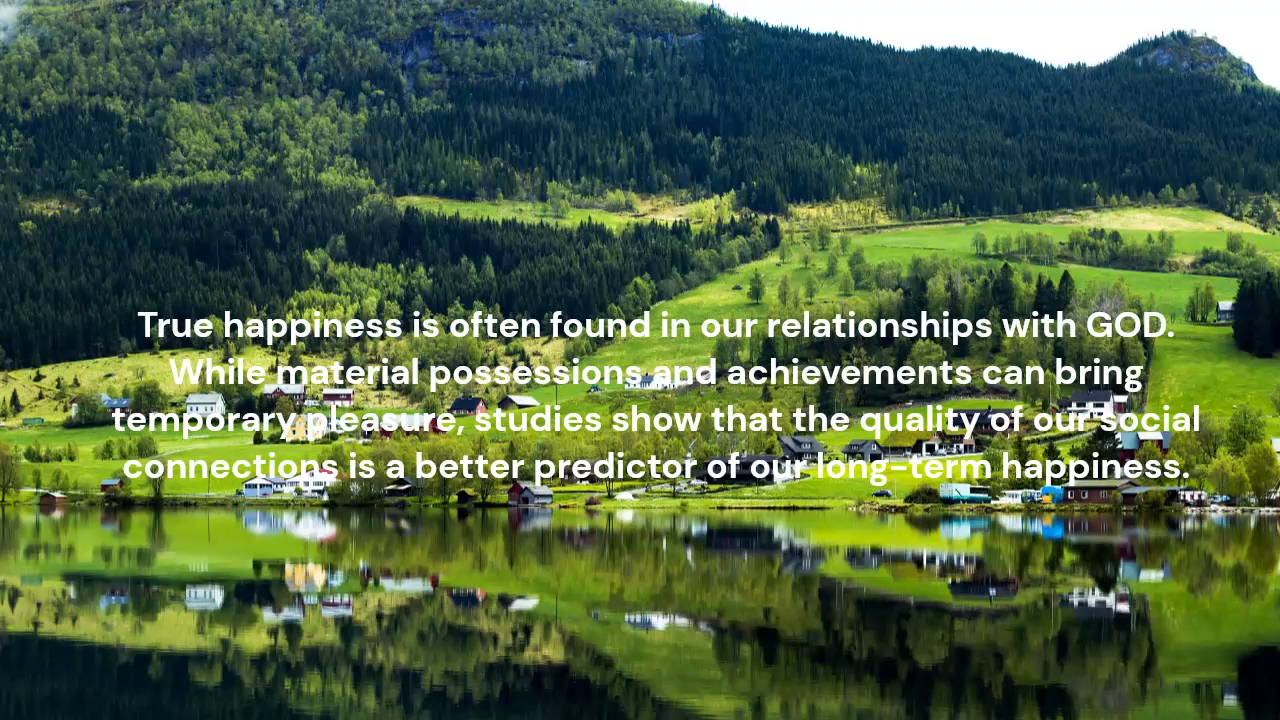 True happiness is often found in our relationships with GOD.
While material possessions and achievements can bring
temporary pleasure, studies show that the quality of our social
connections is a better predictor of our long-term happiness.